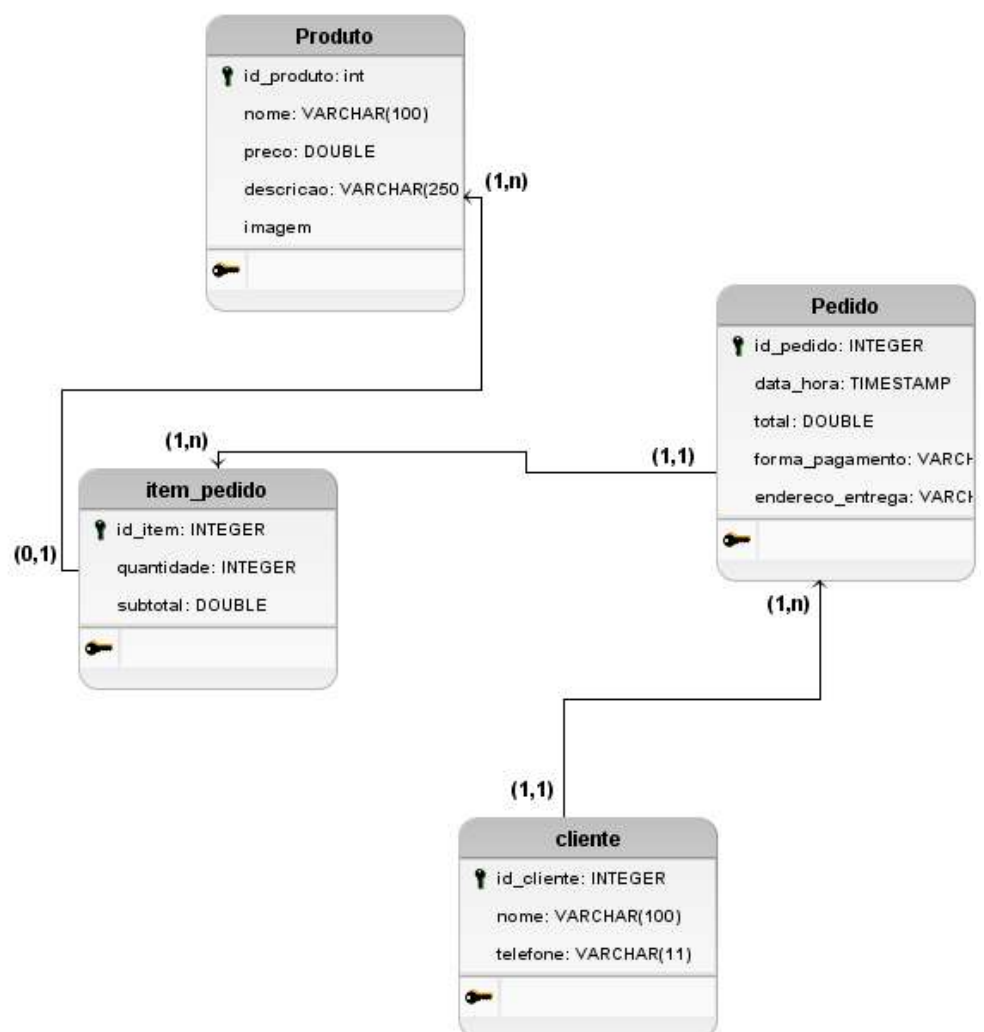 Produto
id_produto: int
nome: VARCHAR(100)
preco: DOUBLE
descricao: VARCHAR(250
imagem
(1,n)
Pedido
id_pedido: INTEGER
data_hora: TIMESTAMP
total: DOUBLE
forma_pagamento: VARCH
endereco_entrega: VARC
(1,n)
(1,1)
item_pedido
id_item: INTEGER
quantidade: INTEGER
subtotal: DOUBLE
(0,1)
(1,n)
(1,1)
cliente
id_cliente: INTEGER
nome: VARCHAR(100)
telefone: VARCHAR(11)